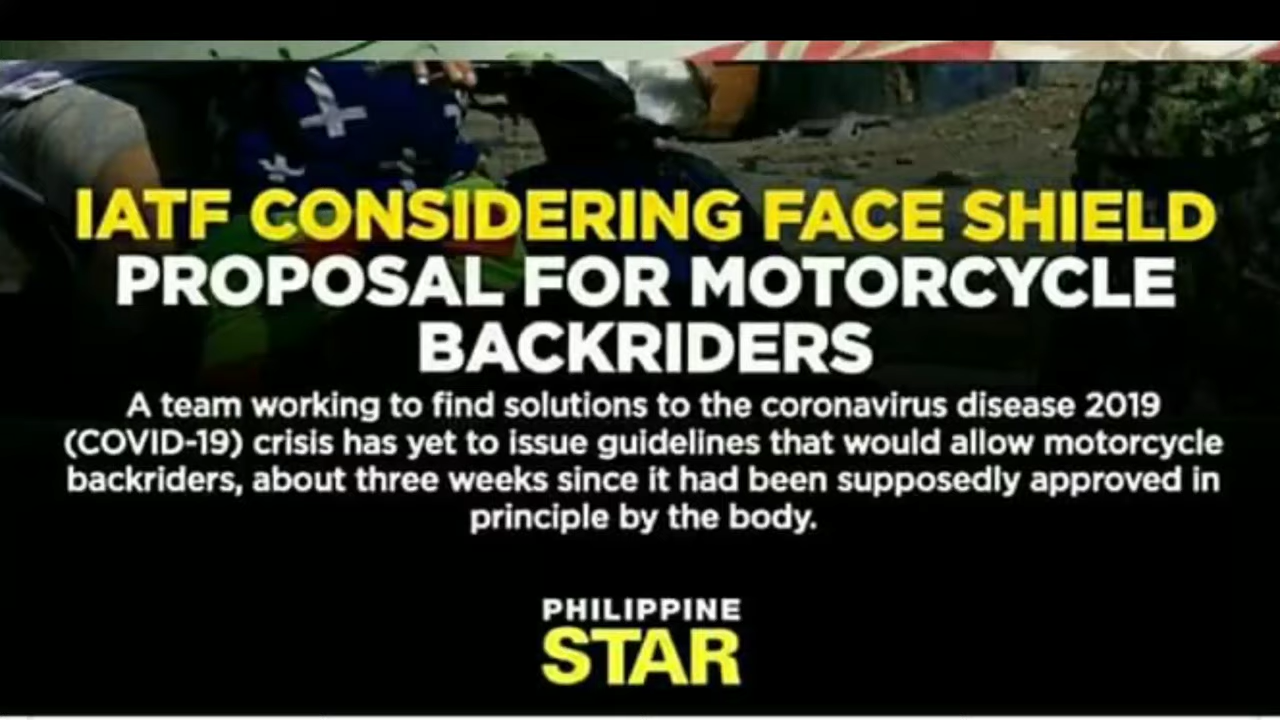 IATF CONSIDERING FACE SHIELD
PROPOSAL FOR MOTORCYCLE
BACKRIDERS
A team working to find solutions to the coronavirus disease 2019
(COVID-19) crisis has yet to issue guidelines that would allow motorcycle
backriders, about three weeks since it had been supposedly approved in
principle by the body.
PHILIPPINE
STAR